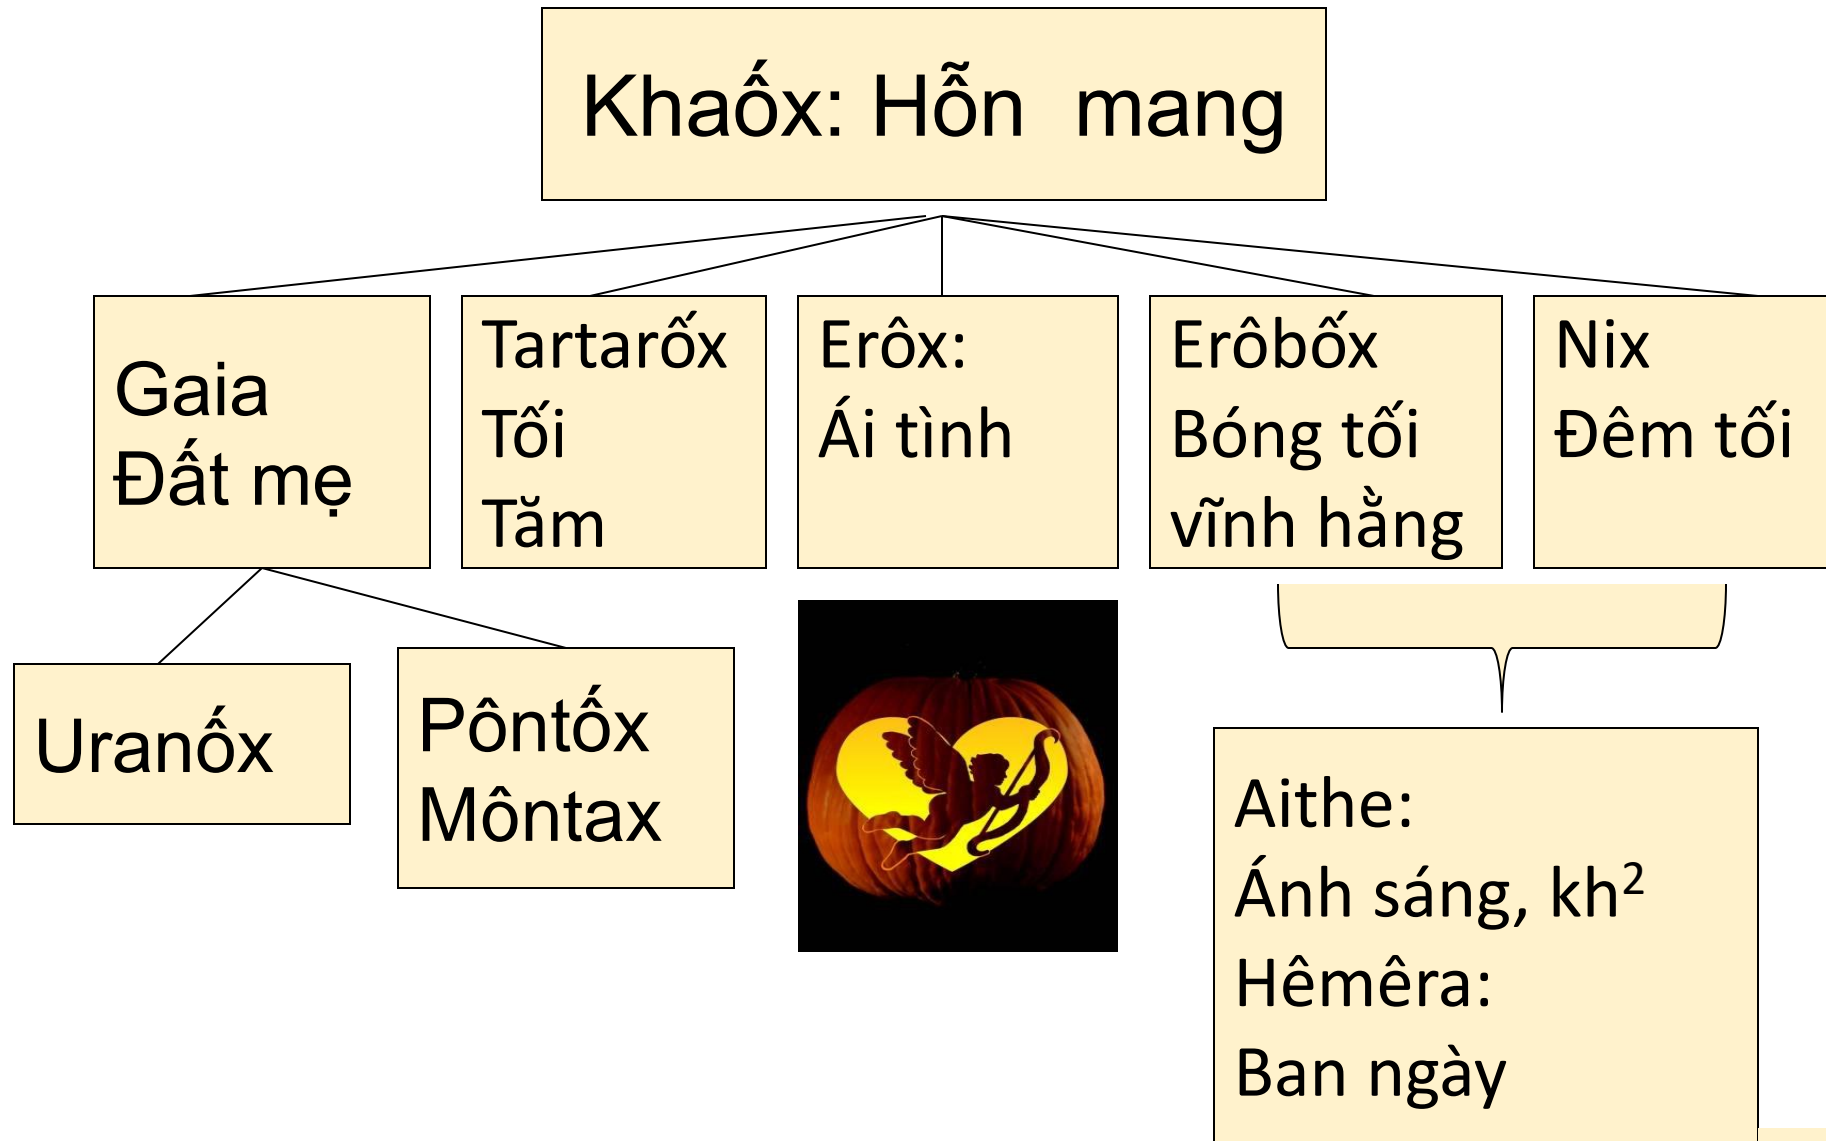 Khaốx: Hỗn mang
Gaia
Đất mẹ
Tartarốx
Tối
Tăm
Erôx:
Ái tình
Erôbốx
Bóng tối
vĩnh hằng
Nix
Đêm tối
Uranốx
Pôntốx
Môntax
Aithe:
Ánh sáng, kh²
Hêmêra:
Ban ngày